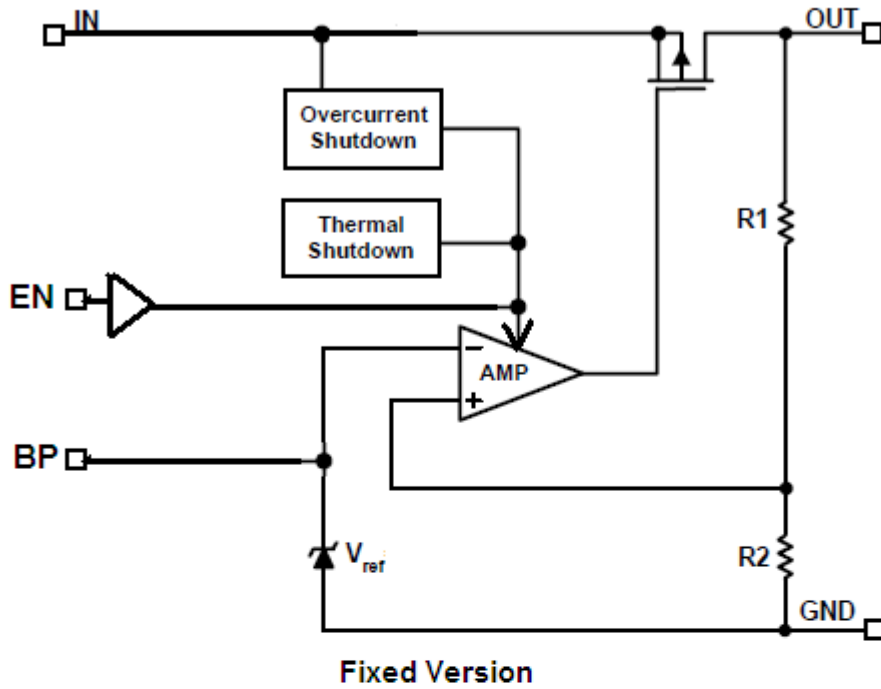 IN
OUT
Overcurrent
Shutdown
Thermal
Shutdown
R1
EN
−
AMP
+
BP
Vref
R2
GND
Fixed Version